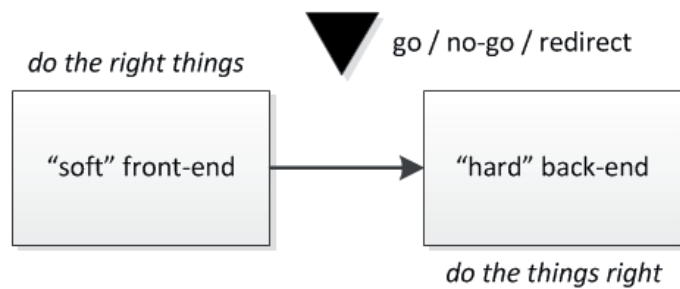 do the right things
go / no-go / redirect
“soft” front-end
“hard” back-end
do the things right